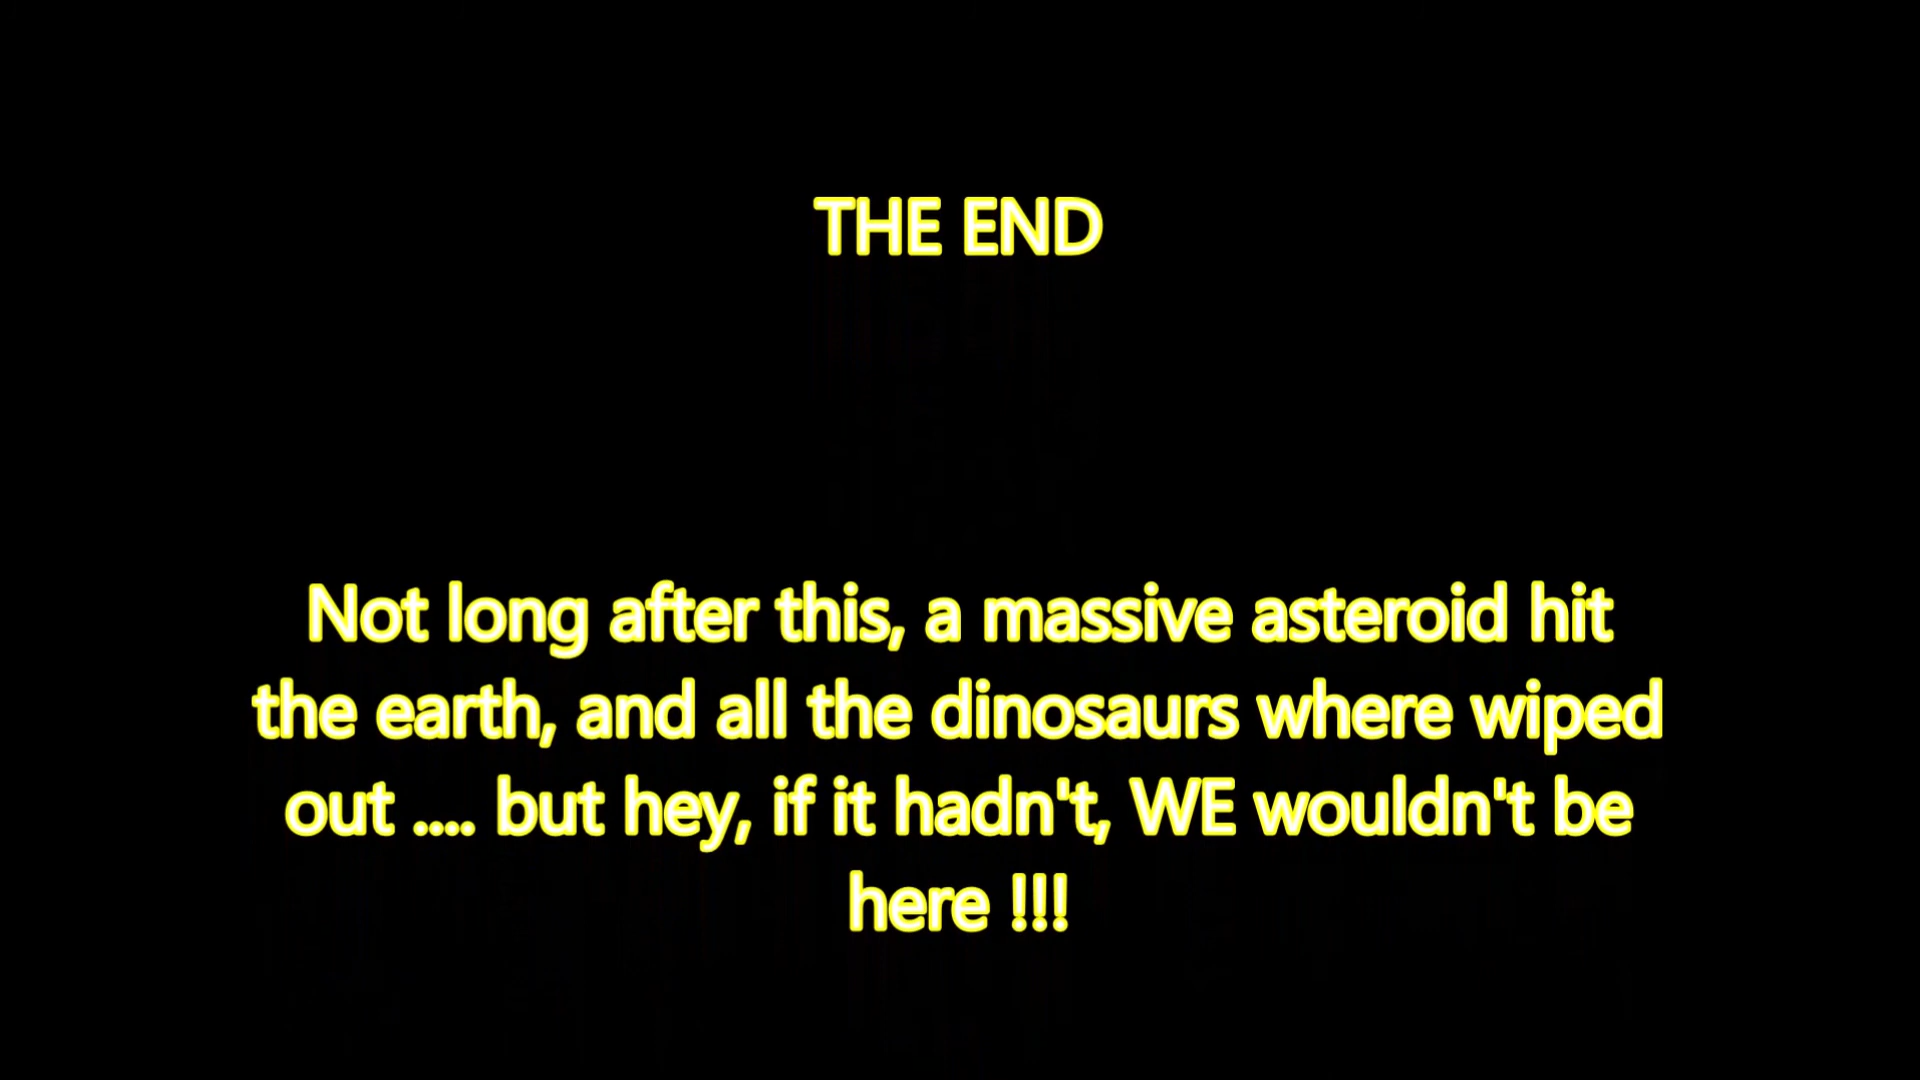 THE END
Not long after this, a massive asteroid hit
the earth, and all the dinosaurs where wiped
out .... but hey, if it hadn't, WE wouldn't be
here !!!